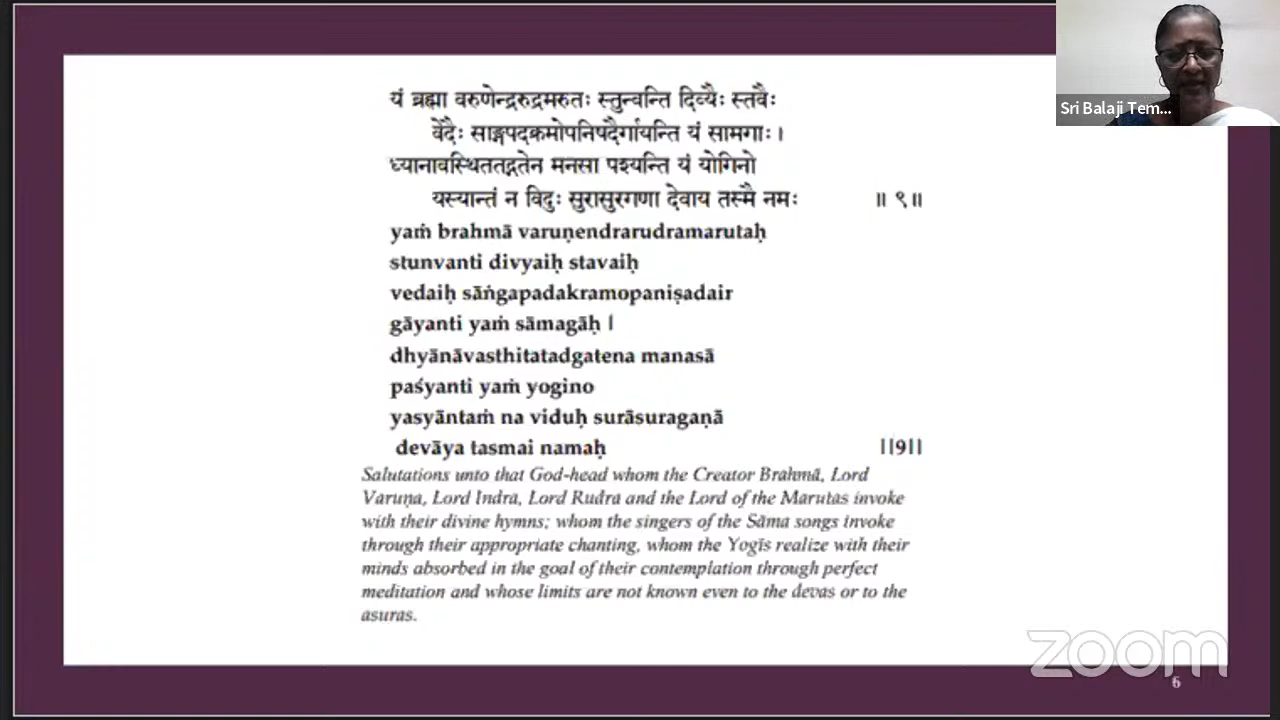 Sri Balaji Tem...
यं ब्रह्मा वरुणेन्द्ररुद्रमरुतः स्तुन्वन्ति दिव्यैः स्तवैः
वेदैः साङ्गपदक्रमोपनिषदैर्गायन्ति यं सामगाः।
ध्यानावस्थिततद्गतेन मनसा पश्यन्ति यं योगिनो
यस्यान्तं न विदुः सुरासुरगणा देवाय तस्मै नमः ॥ ९॥
yaṁ brahmā varuṇendrarudramarutaḥ
stunvanti divyaiḥ stavaiḥ
vedaiḥ sāṅgapadakramopaniṣadair
gāyanti yaṁ sāmagāḥ |
dhyānāvasthitatadgatena manasā
paśyanti yaṁ yogino
yasyāntaṁ na viduḥ surāsuragaṇā
devāya tasmai namaḥ ||9||
Salutations unto that God-head whom the Creator Brahmā, Lord
Varuṇa, Lord Indra, Lord Rudra and the Lord of the Marutas invoke
with their divine hymns; whom the singers of the Sāma songs invoke
through their appropriate chanting, whom the Yogīs realize with their
minds absorbed in the goal of their contemplation through perfect
meditation and whose limits are not known even to the devas or to the
asuras.
zoom
6